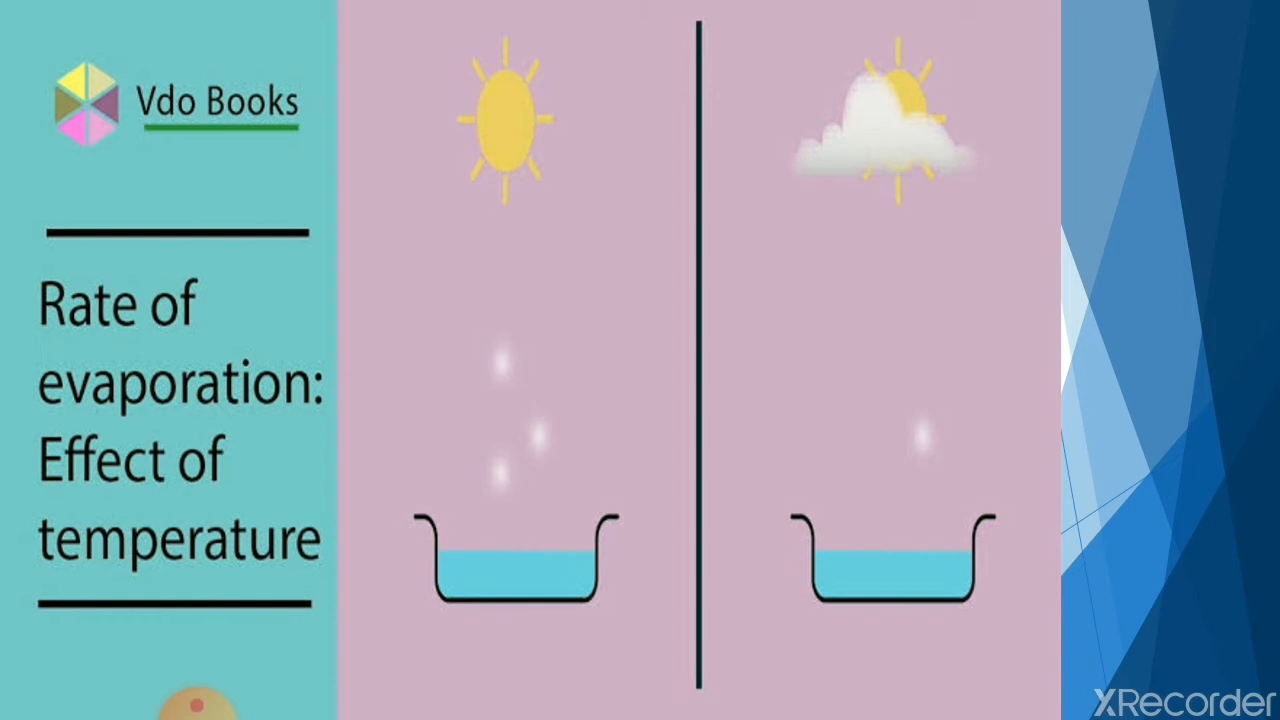 Vdo Books
Rate of
evaporation:
Effect of
temperature
XRecorder